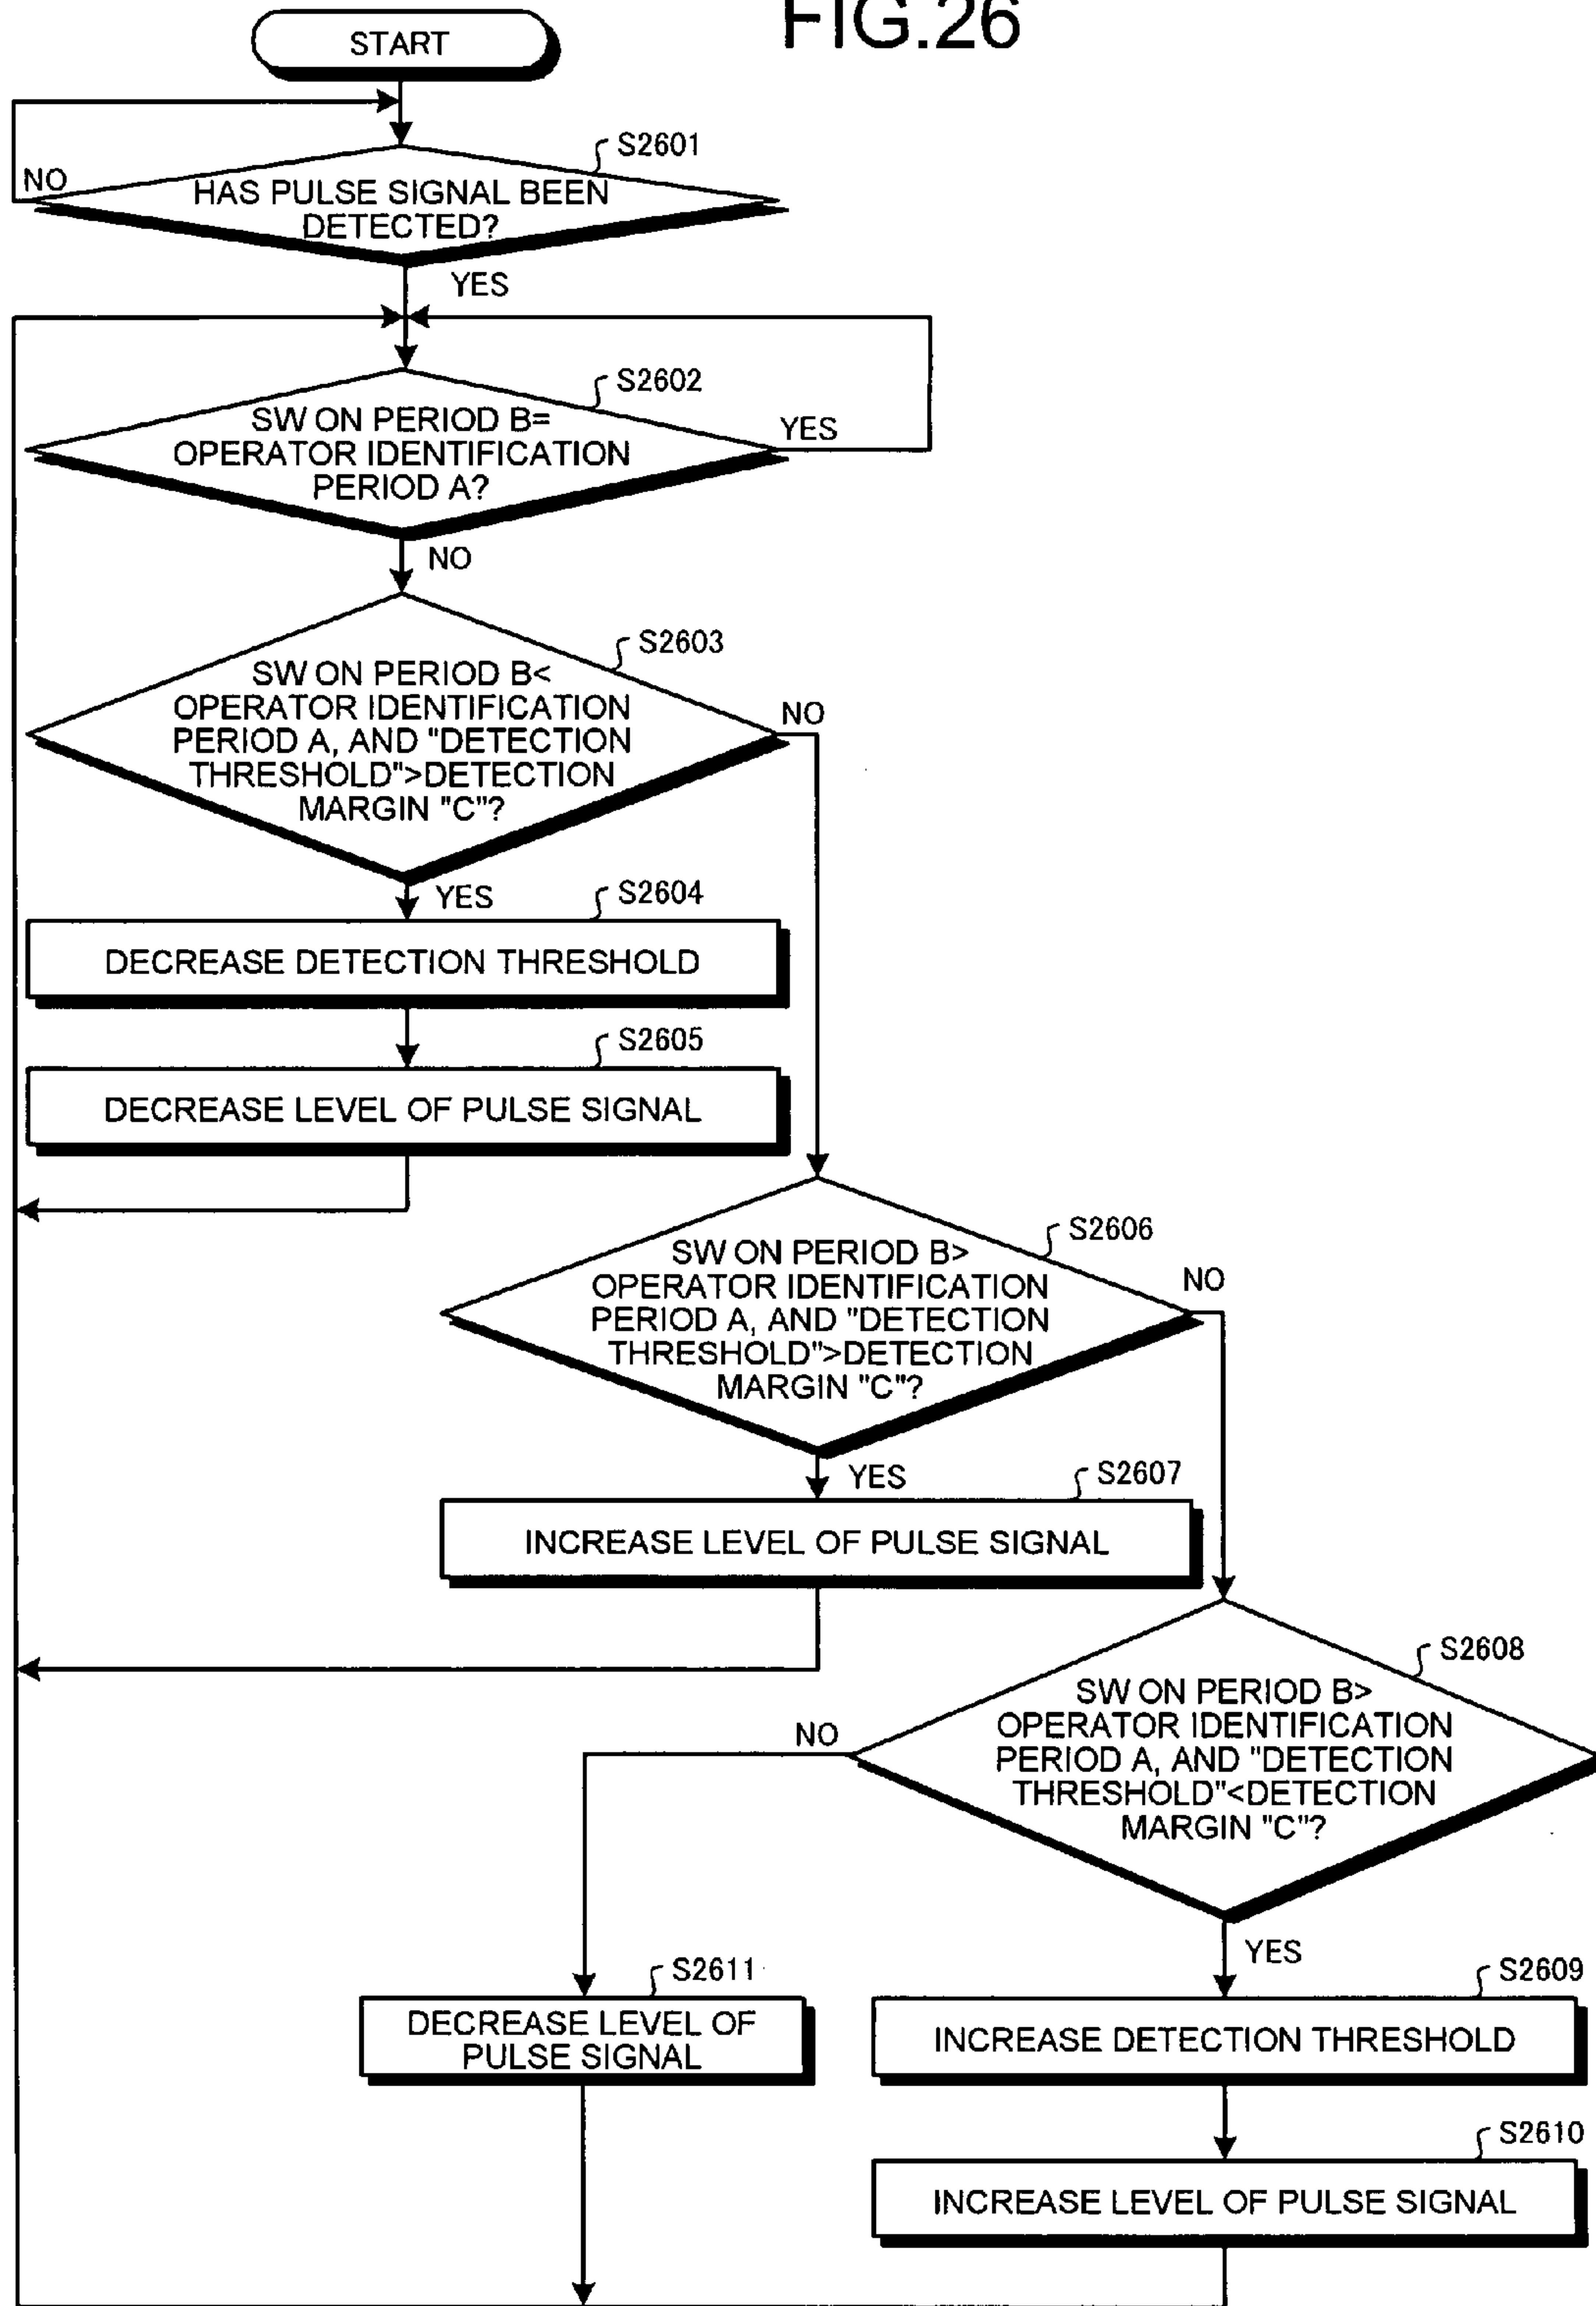 FIG.26
START
S2601
NO
HAS PULSE SIGNAL BEEN
DETECTED?
YES
S2602
SW ON PERIOD B=
OPERATOR IDENTIFICATION
PERIOD A?
YES
NO
S2603
SW ON PERIOD B<
OPERATOR IDENTIFICATION
PERIOD A, AND "DETECTION
THRESHOLD">DETECTION
MARGIN "C"?
NO
YES
S2604
DECREASE DETECTION THRESHOLD
S2605
DECREASE LEVEL OF PULSE SIGNAL
S2606
SW ON PERIOD B>
OPERATOR IDENTIFICATION
PERIOD A, AND "DETECTION
THRESHOLD">DETECTION
MARGIN "C"?
NO
YES
S2607
INCREASE LEVEL OF PULSE SIGNAL
S2608
SW ON PERIOD B>
OPERATOR IDENTIFICATION
PERIOD A, AND "DETECTION
THRESHOLD"<DETECTION
MARGIN "C"?
NO
YES
S2611
DECREASE LEVEL OF
PULSE SIGNAL
S2609
INCREASE DETECTION THRESHOLD
S2610
INCREASE LEVEL OF PULSE SIGNAL